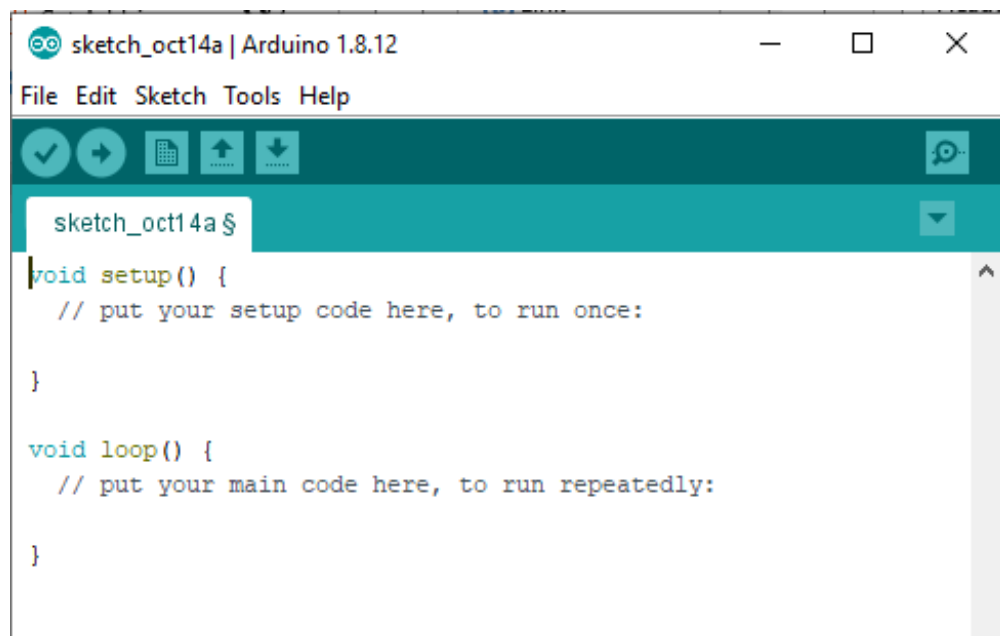 sketch_oct14a | Arduino 1.8.12
File Edit Sketch Tools Help
sketch_oct14a §
void setup() {
  // put your setup code here, to run once:
}
void loop() {
  // put your main code here, to run repeatedly:
}